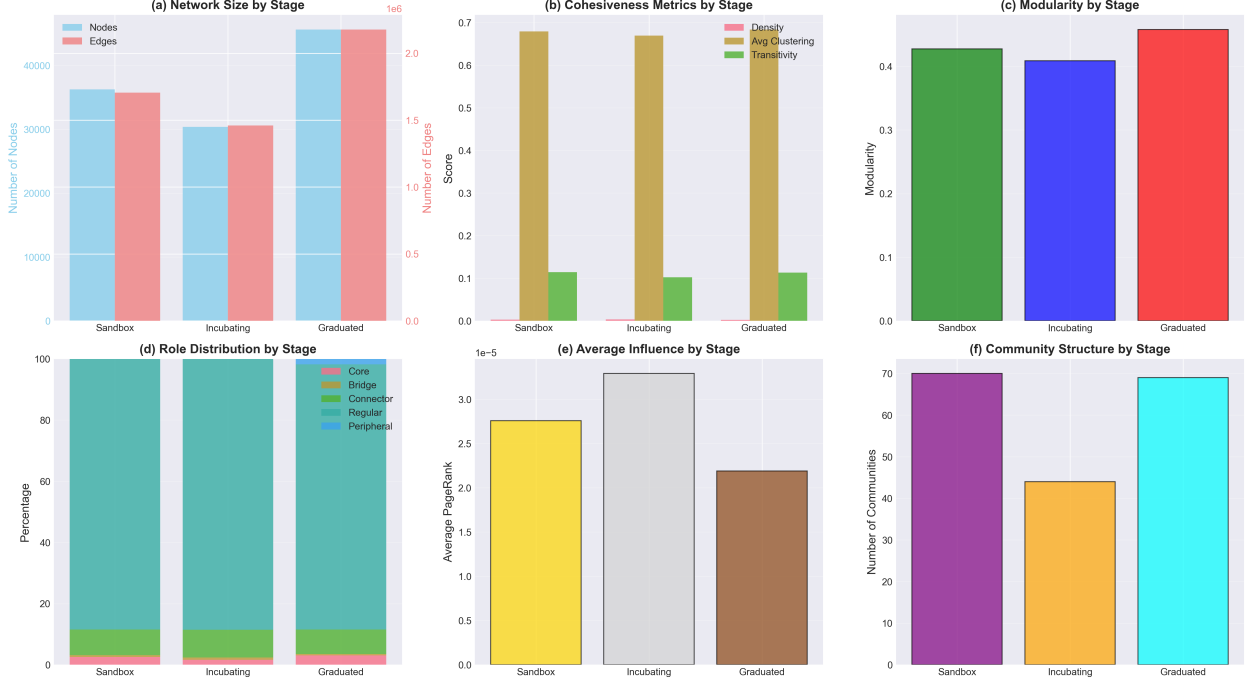 (a) Network Size by Stage
1e6
Nodes
Edges
Number of Nodes
40000
30000
20000
10000
0
Number of Edges
2.0
1.5
1.0
0.5
0.0
Sandbox
Incubating
Graduated
(b) Cohesiveness Metrics by Stage
Density
Avg Clustering
Transitivity
Score
0.7
0.6
0.5
0.4
0.3
0.2
0.1
0.0
Sandbox
Incubating
Graduated
(c) Modularity by Stage
Modularity
0.4
0.3
0.2
0.1
0.0
Sandbox
Incubating
Graduated
(d) Role Distribution by Stage
Core
Bridge
Connector
Regular
Peripheral
Percentage
100
80
60
40
20
0
Sandbox
Incubating
Graduated
(e) Average Influence by Stage
1e−5
Average PageRank
3.0
2.5
2.0
1.5
1.0
0.5
0.0
Sandbox
Incubating
Graduated
(f) Community Structure by Stage
Number of Communities
70
60
50
40
30
20
10
0
Sandbox
Incubating
Graduated